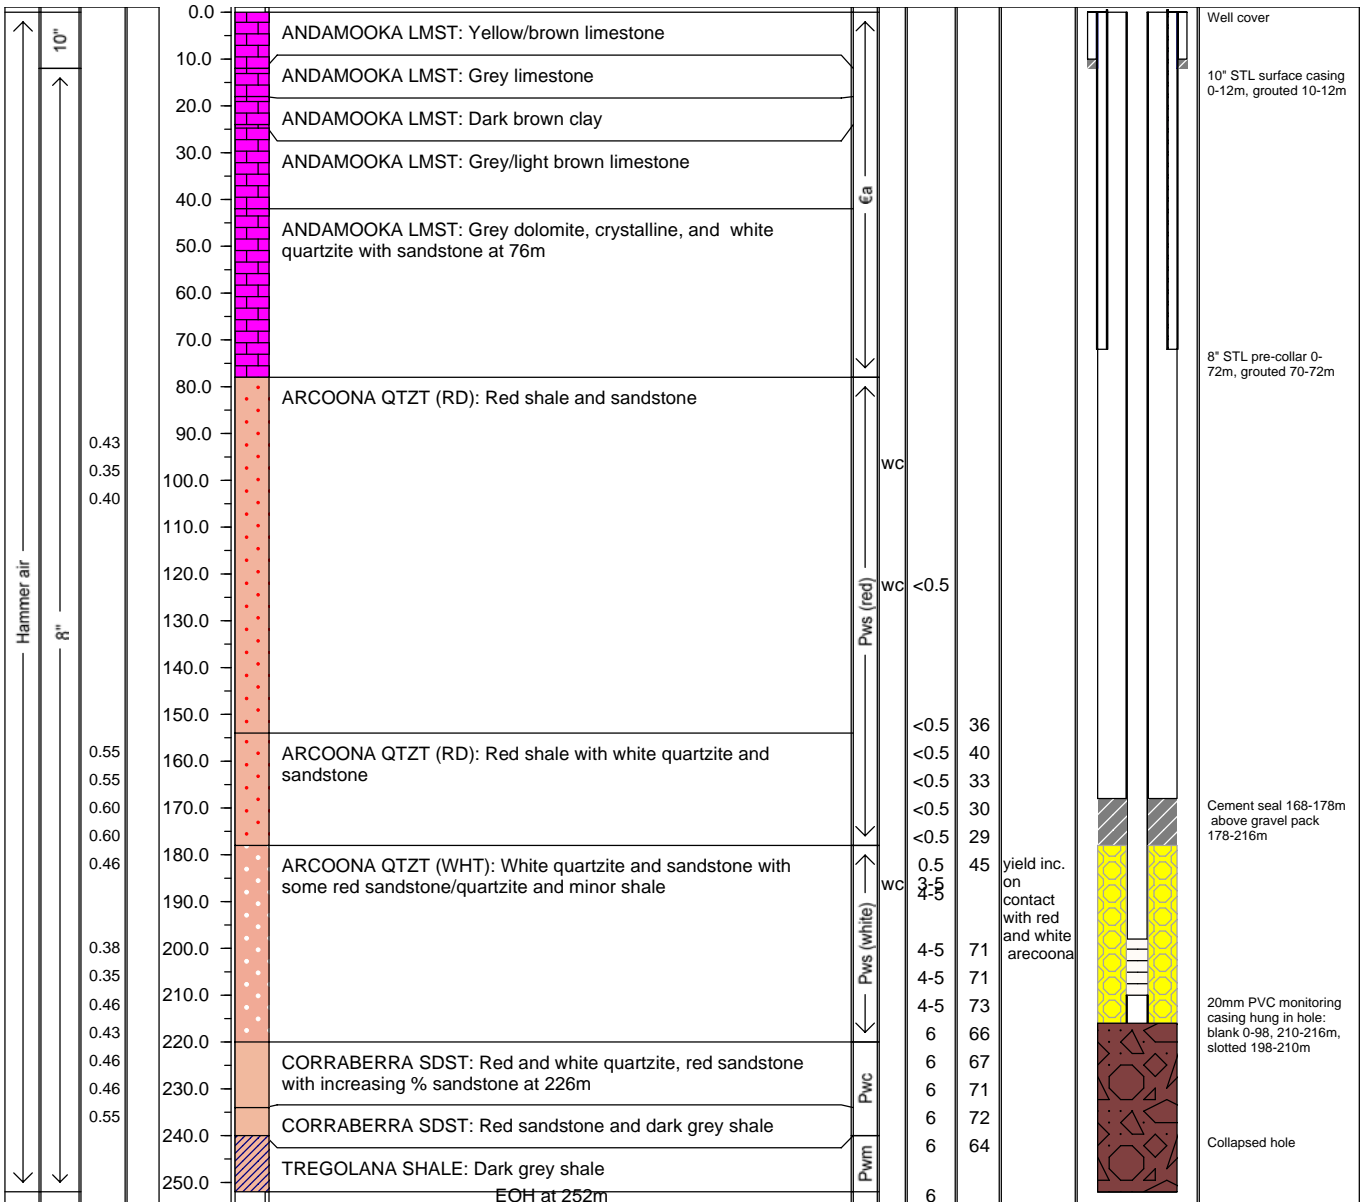 0.0
ANDAMOOKA LMST: Yellow/brown limestone
Well cover
10"
10.0
ANDAMOOKA LMST: Grey limestone
10" STL surface casing
0-12m, grouted 10-12m
20.0
ANDAMOOKA LMST: Dark brown clay
30.0
ANDAMOOKA LMST: Grey/light brown limestone
40.0
Єa
ANDAMOOKA LMST: Grey dolomite, crystalline, and  white
quartzite with sandstone at 76m
50.0
60.0
70.0
8" STL pre-collar 0-
72m, grouted 70-72m
80.0
ARCOONA QTZT (RD): Red shale and sandstone
90.0
0.43
0.35
wc
100.0
0.40
110.0
120.0
wc <0.5
Hammer air
8"
130.0
Pws (red)
140.0
150.0
<0.5 36
0.55
ARCOONA QTZT (RD): Red shale with white quartzite and
sandstone
<0.5 40
160.0
0.55
<0.5 33
170.0
0.60
<0.5 30
Cement seal 168-178m
above gravel pack
178-216m
0.60
<0.5 29
180.0
0.46
ARCOONA QTZT (WHT): White quartzite and sandstone with
some red sandstone/quartzite and minor shale
0.5 45
yield inc.
on
contact
with red
and white
arecoona
wc 3-5
4-5
190.0
Pws (white)
200.0
0.38
4-5 71
0.35
4-5 71
210.0
0.46
4-5 73
20mm PVC monitoring
casing hung in hole:
blank 0-98, 210-216m,
slotted 198-210m
0.43
6 66
220.0
0.46
CORRABERRA SDST: Red and white quartzite, red sandstone
with increasing % sandstone at 226m
6 67
Pwc
230.0
0.46
6 71
0.55
CORRABERRA SDST: Red sandstone and dark grey shale
6 72
240.0
6 64
Collapsed hole
Pwm
TREGOLANA SHALE: Dark grey shale
250.0
EOH at 252m
6